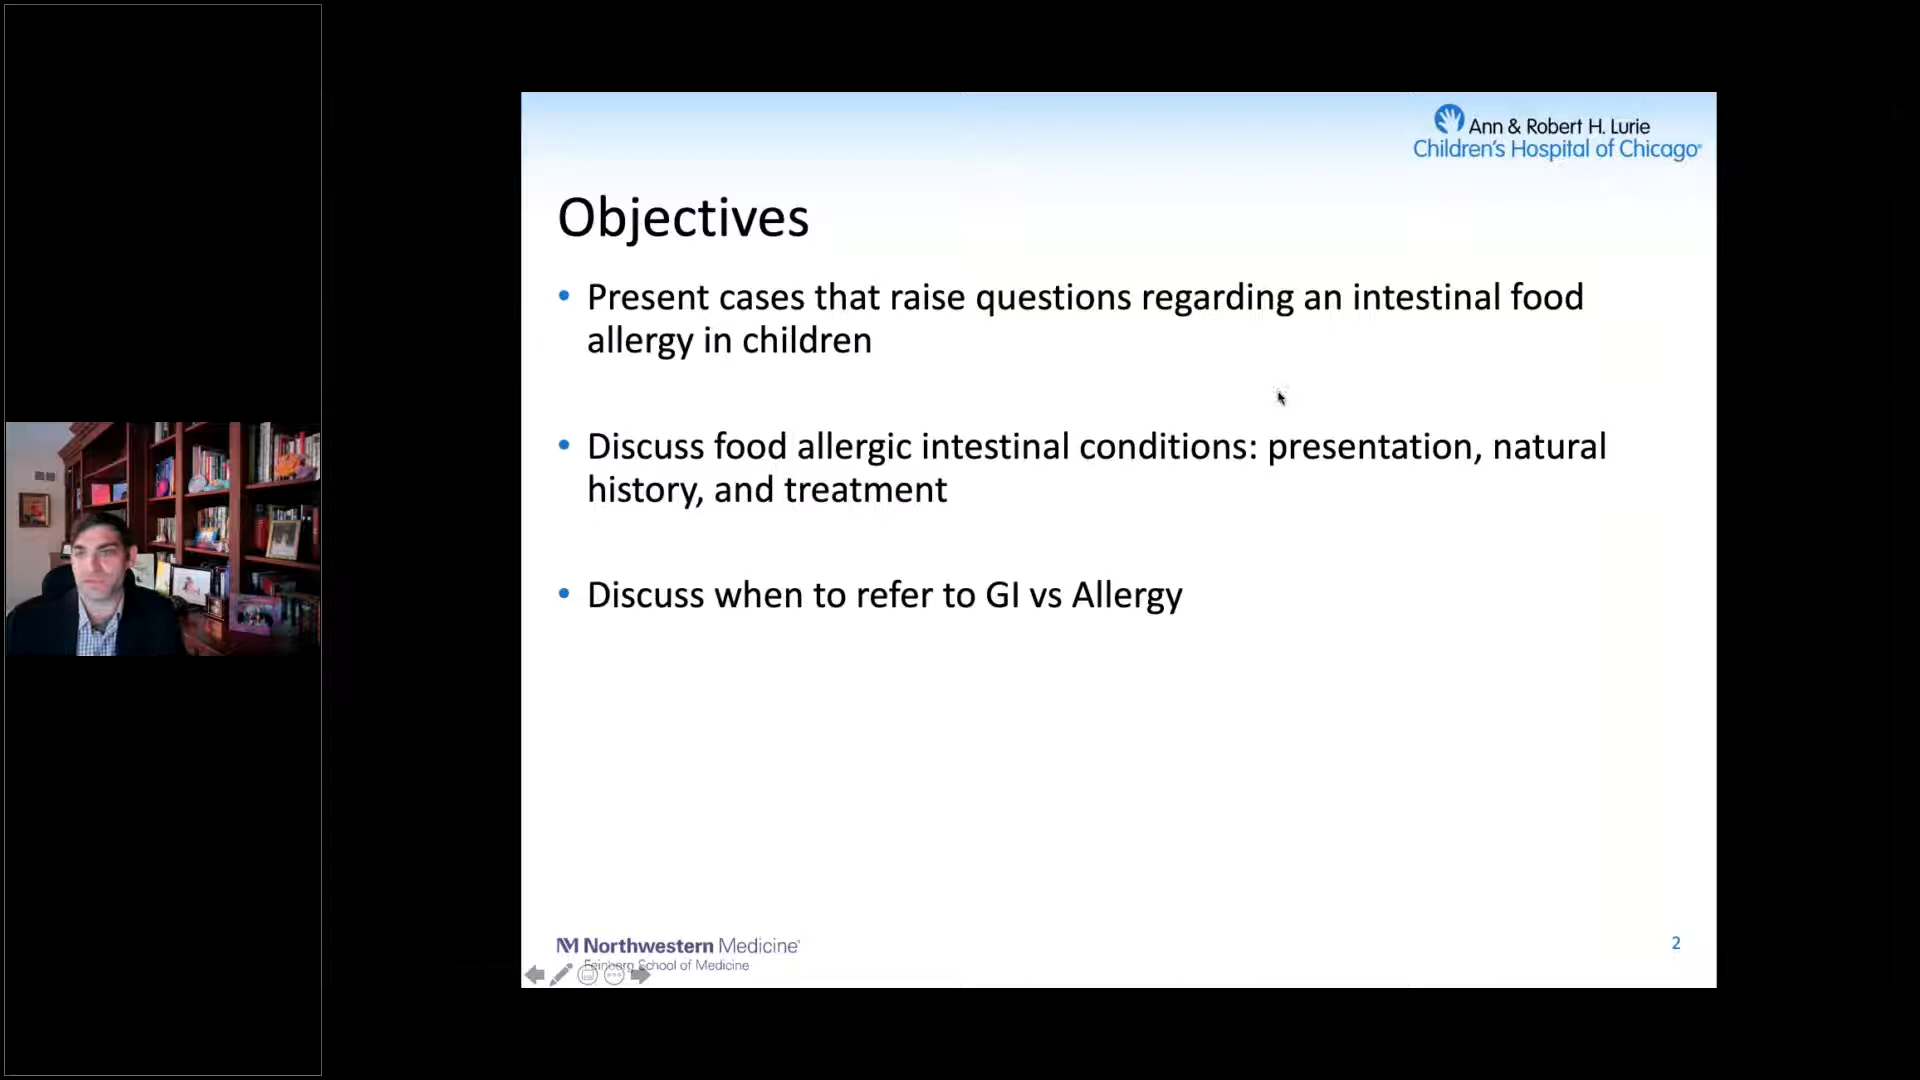 Ann & Robert H. Lurie
Children's Hospital of Chicago®
Objectives
• Present cases that raise questions regarding an intestinal food
allergy in children
• Discuss food allergic intestinal conditions: presentation, natural
history, and treatment
• Discuss when to refer to GI vs Allergy
NM Northwestern Medicine®
Feinberg School of Medicine
2